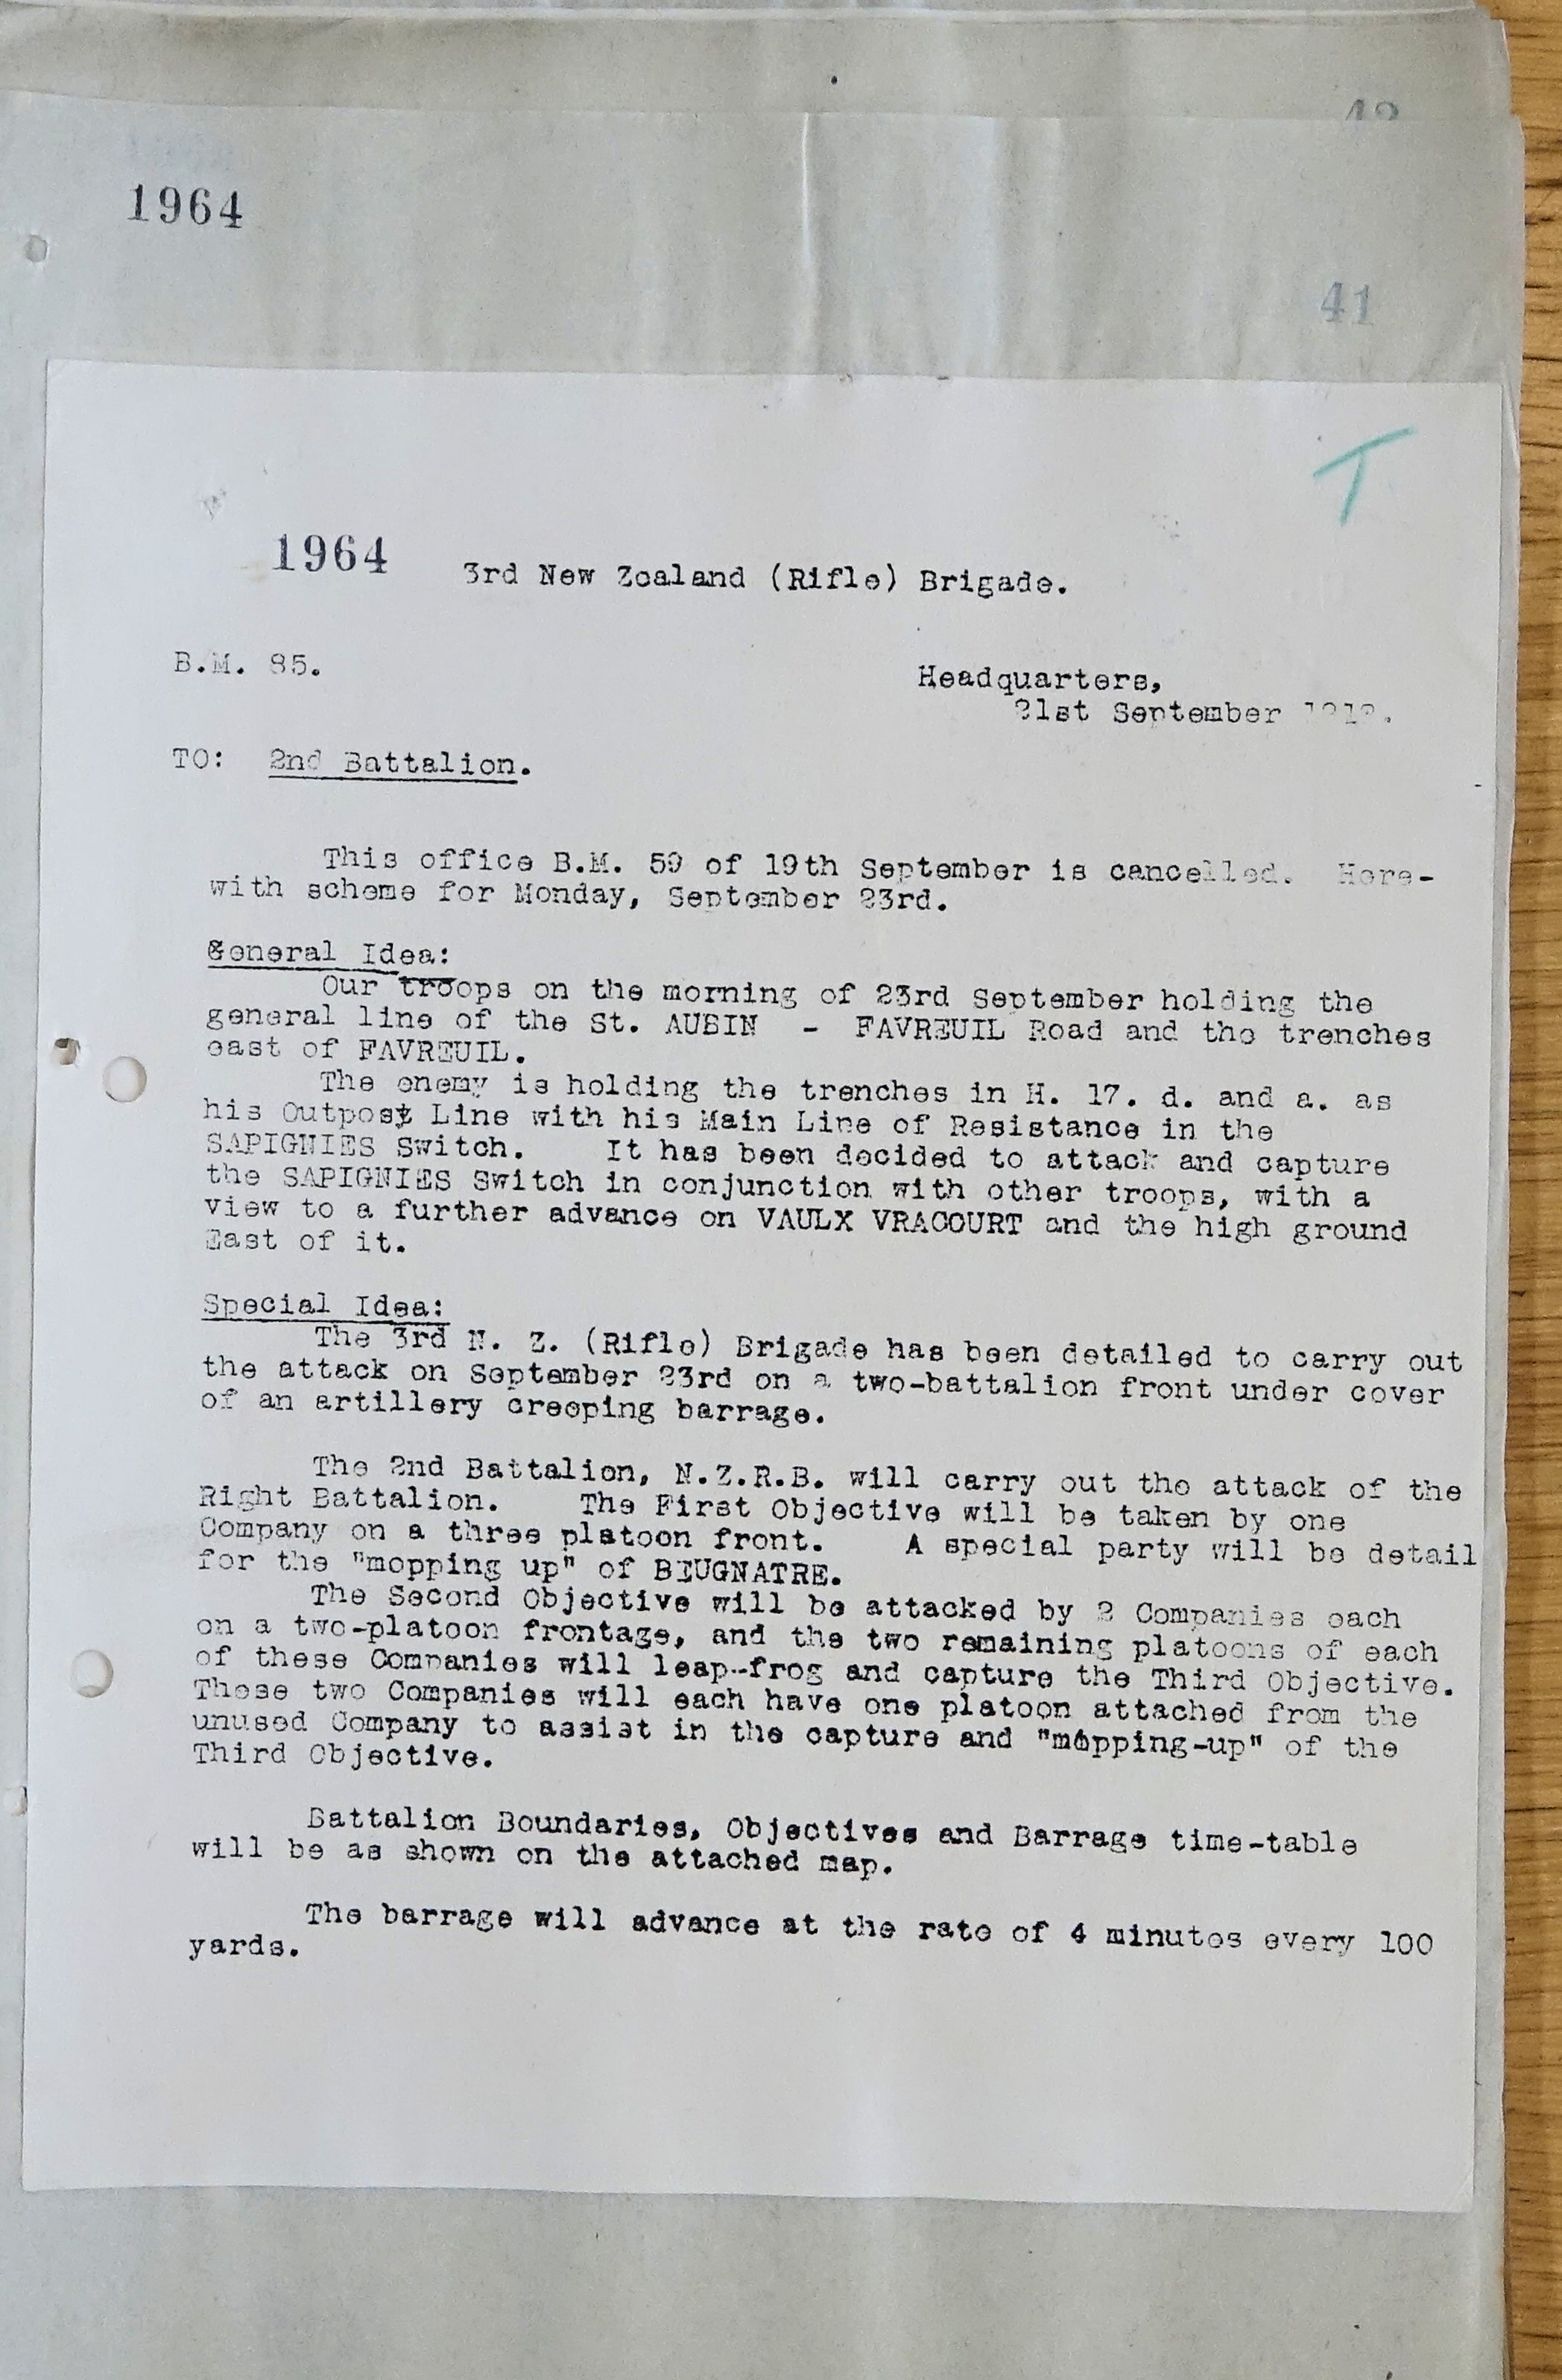 42
1964
41
T
1964
3rd New Zealand (Rifle) Brigade.
B.M. 85.
Headquarters,
21st September 1918.
TO: 2nd Battalion.
This office B.M. 59 of 19th September is cancelled. Here-
with scheme for Monday, September 23rd.
General Idea:
Our troops on the morning of 23rd September holding the
general line of the St. AUBIN - FAVREUIL Road and the trenches
east of FAVREUIL.
The enemy is holding the trenches in H. 17. d. and a. as
his Outpost Line with his Main Line of Resistance in the
SAPIGNIES Switch. It has been decided to attack and capture
the SAPIGNIES Switch in conjunction with other troops, with a
view to a further advance on VAULX VRACOURT and the high ground
East of it.
Special Idea:
The 3rd N. Z. (Rifle) Brigade has been detailed to carry out
the attack on September 23rd on a two-battalion front under cover
of an artillery creeping barrage.
The 2nd Battalion, N.Z.R.B. will carry out the attack of the
Right Battalion. The First Objective will be taken by one
Company on a three platoon front. A special party will be detail
for the "mopping up" of BEUGNATRE.
The Second Objective will be attacked by 2 Companies each
on a two-platoon frontage, and the two remaining platoons of each
of these Companies will leap-frog and capture the Third Objective.
These two Companies will each have one platoon attached from the
unused Company to assist in the capture and "mopping-up" of the
Third Objective.
Battalion Boundaries, Objectives and Barrage time-table
will be as shown on the attached map.
The barrage will advance at the rate of 4 minutes every 100
yards.